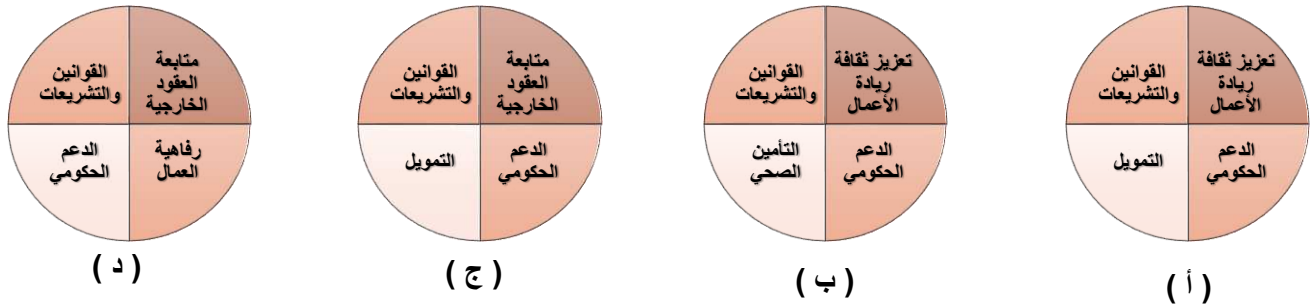 تعزيز ثقافة
ريادة
الأعمال
القوانين
والتشريعات
الدعم
الحكومي
التمويل
( أ )
تعزيز ثقافة
ريادة
الأعمال
القوانين
والتشريعات
الدعم
الحكومي
التأمين
الصحي
( ب )
متابعة
العقود
الخارجية
القوانين
والتشريعات
الدعم
الحكومي
التمويل
( ج )
متابعة
العقود
الخارجية
القوانين
والتشريعات
رفاهية
العمال
الدعم
الحكومي
( د )